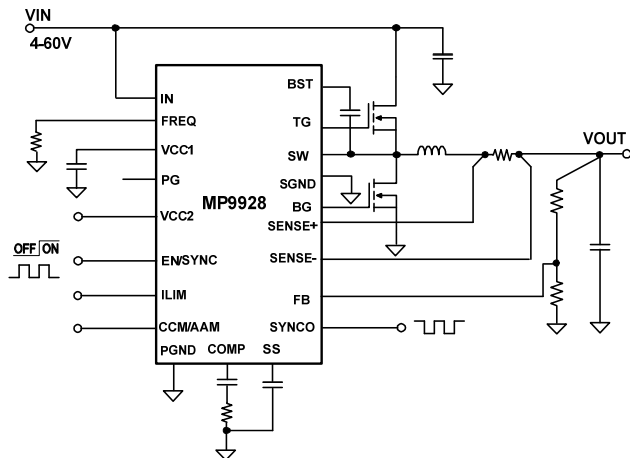 VIN
4-60V
BST
IN
FREQ
TG
VOUT
VCC1
SW
PG
SGND
MP9928
BG
VCC2
SENSE+
OFF ON
EN/SYNC
SENSE-
ILIM
FB
CCM/AAM
SYNCO
PGND
COMP
SS